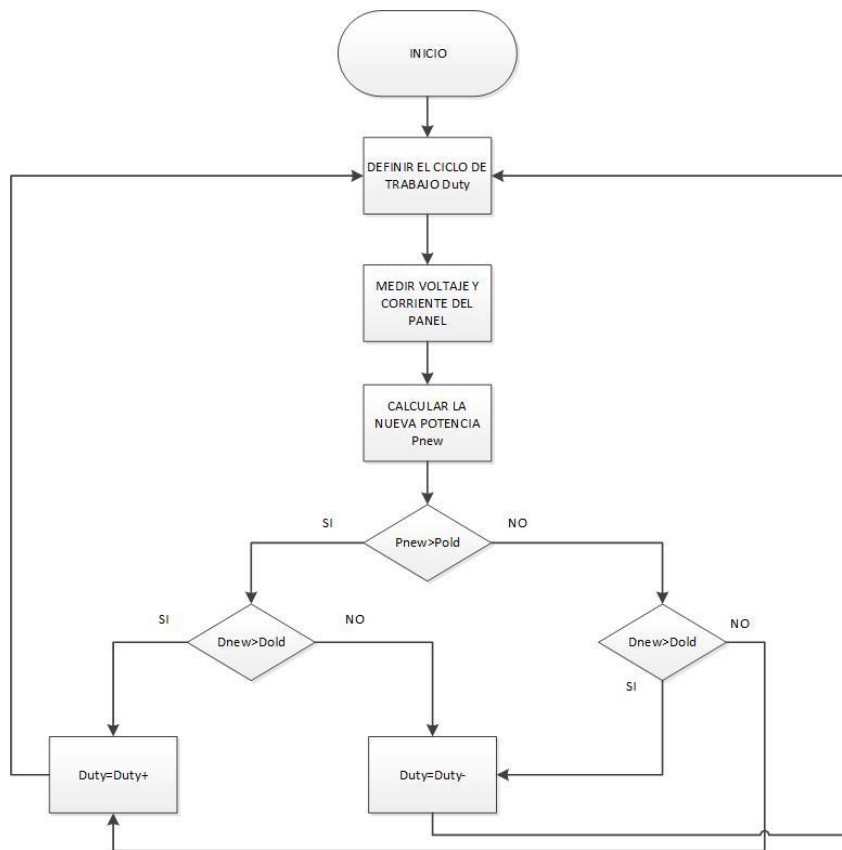 INICIO
DEFINIR EL CICLO DE
TRABAJO Duty
MEDIR VOLTAJE Y
CORRIENTE DEL
PANEL
CALCULAR LA
NUEVA POTENCIA
Pnew
SI
NO
Pnew>Pold
SI
NO
NO
Dnew>Dold
Dnew>Dold
SI
Duty=Duty+
Duty=Duty-